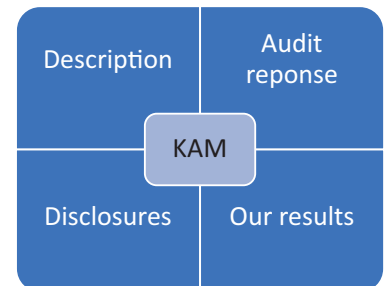 Description
Audit
reponse
KAM
Disclosures
Our results